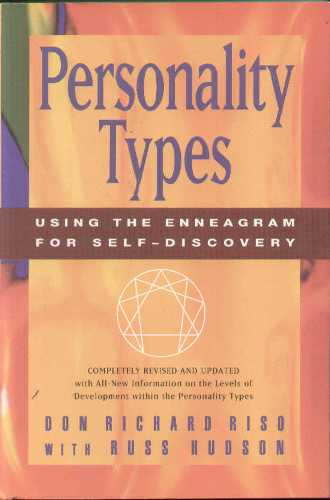 Personality
Types
USING THE ENNEAGRAM
FOR SELF-DISCOVERY
COMPLETELY REVISED AND UPDATED
with All-New Information on the Levels of
Development within the Personality Types
DON RICHARD RISO
WITH RUSS HUDSON